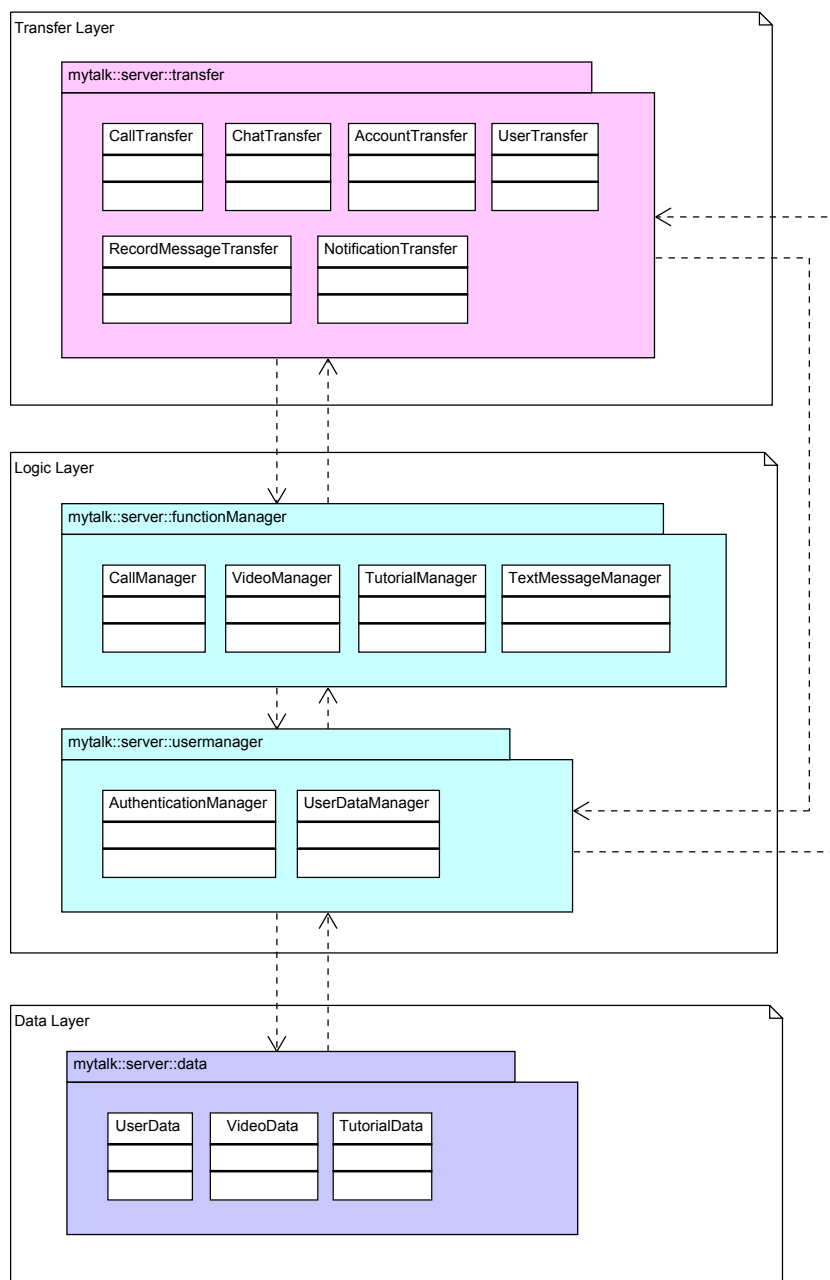 Transfer Layer
mytalk::server::transfer
CallTransfer
ChatTransfer
AccountTransfer
UserTransfer
RecordMessageTransfer
NotificationTransfer
Logic Layer
mytalk::server::functionManager
CallManager
VideoManager
TutorialManager
TextMessageManager
mytalk::server::usermanager
AuthenticationManager
UserDataManager
Data Layer
mytalk::server::data
UserData
VideoData
TutorialData